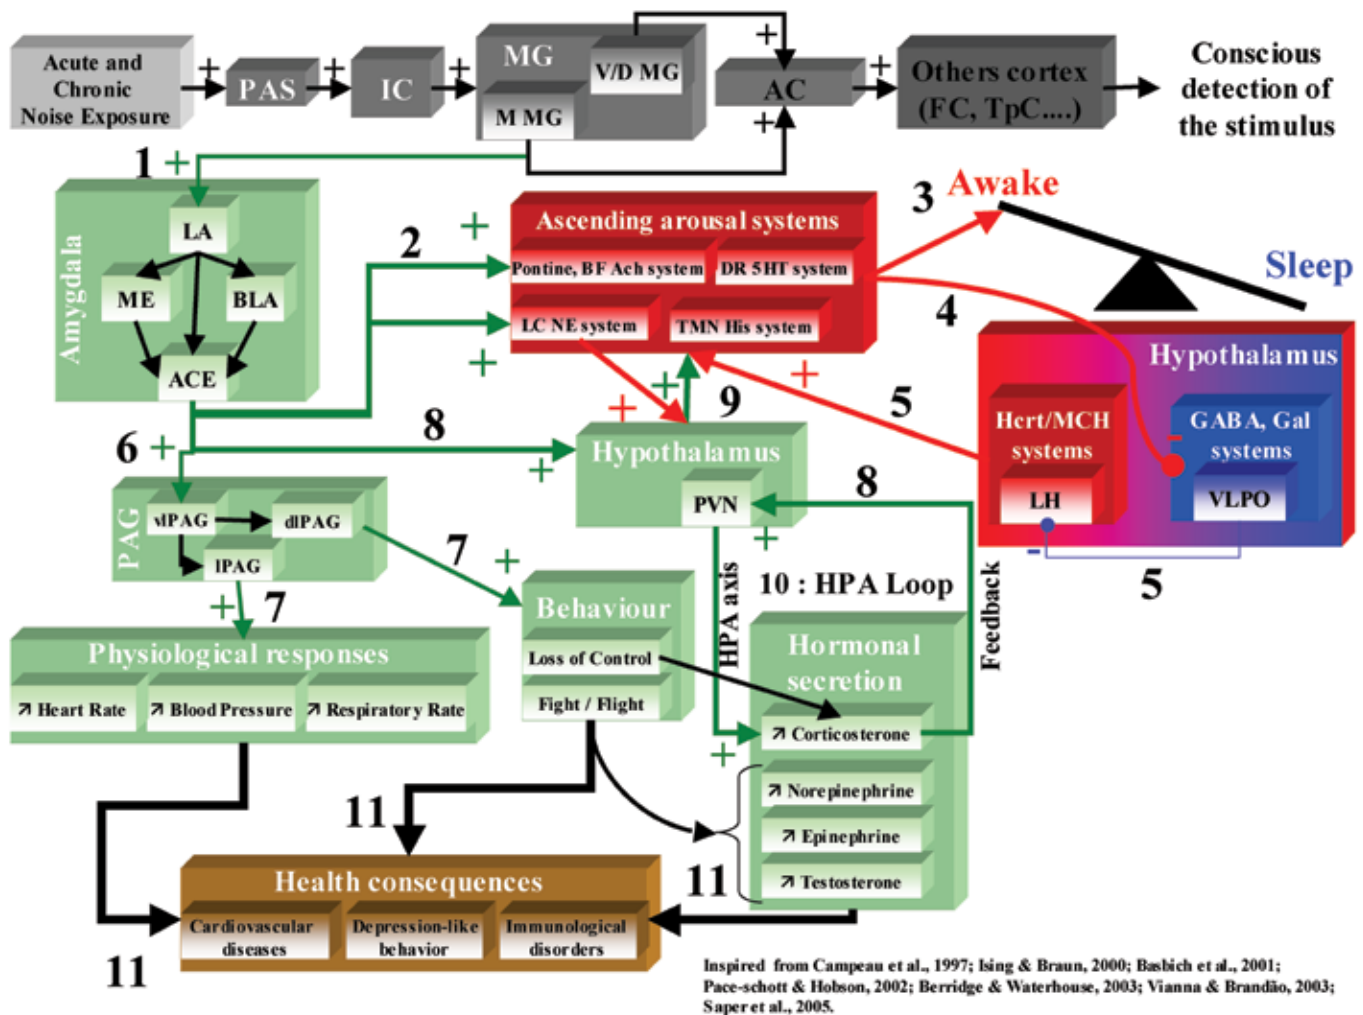 Acute and
Chronic
Noise Exposure
+
PAS
+
IC
+
MG
V/D MG
M MG
+
+
AC
+
Others cortex
(FC, TpC....)
Conscious
detection of
the stimulus
1
+
Amygdala
LA
ME
BLA
ACE
2
+
+
Ascending arousal systems
Pontine, BF Ach system
DR 5HT system
LC NE system
TMN His system
3
Awake
Sleep
4
Hypothalamus
Hcrt/MCH
systems
LH
GABA, Gal
systems
VLPO
-
-
5
5
+
+
+
9
6
+
8
+
Hypothalamus
PVN
8
+
PAG
vlPAG
dlPAG
lPAG
7
+
7
+
HPA axis
10 : HPA Loop
Feedback
Physiological responses
↗ Heart Rate
↗ Blood Pressure
↗ Respiratory Rate
Behaviour
Loss of Control
Fight / Flight
Hormonal
secretion
↗ Corticosterone
+
↗ Norepinephrine
↗ Epinephrine
↗ Testosterone
11
11
11
Health consequences
Cardiovascular
diseases
Depression-like
behavior
Immunological
disorders
Inspired from Campeau et al., 1997; Ising & Braun, 2000; Basbich et al., 2001;
Pace-schott & Hobson, 2002; Berridge & Waterhouse, 2003; Vianna & Brandão, 2003;
Saper et al., 2005.